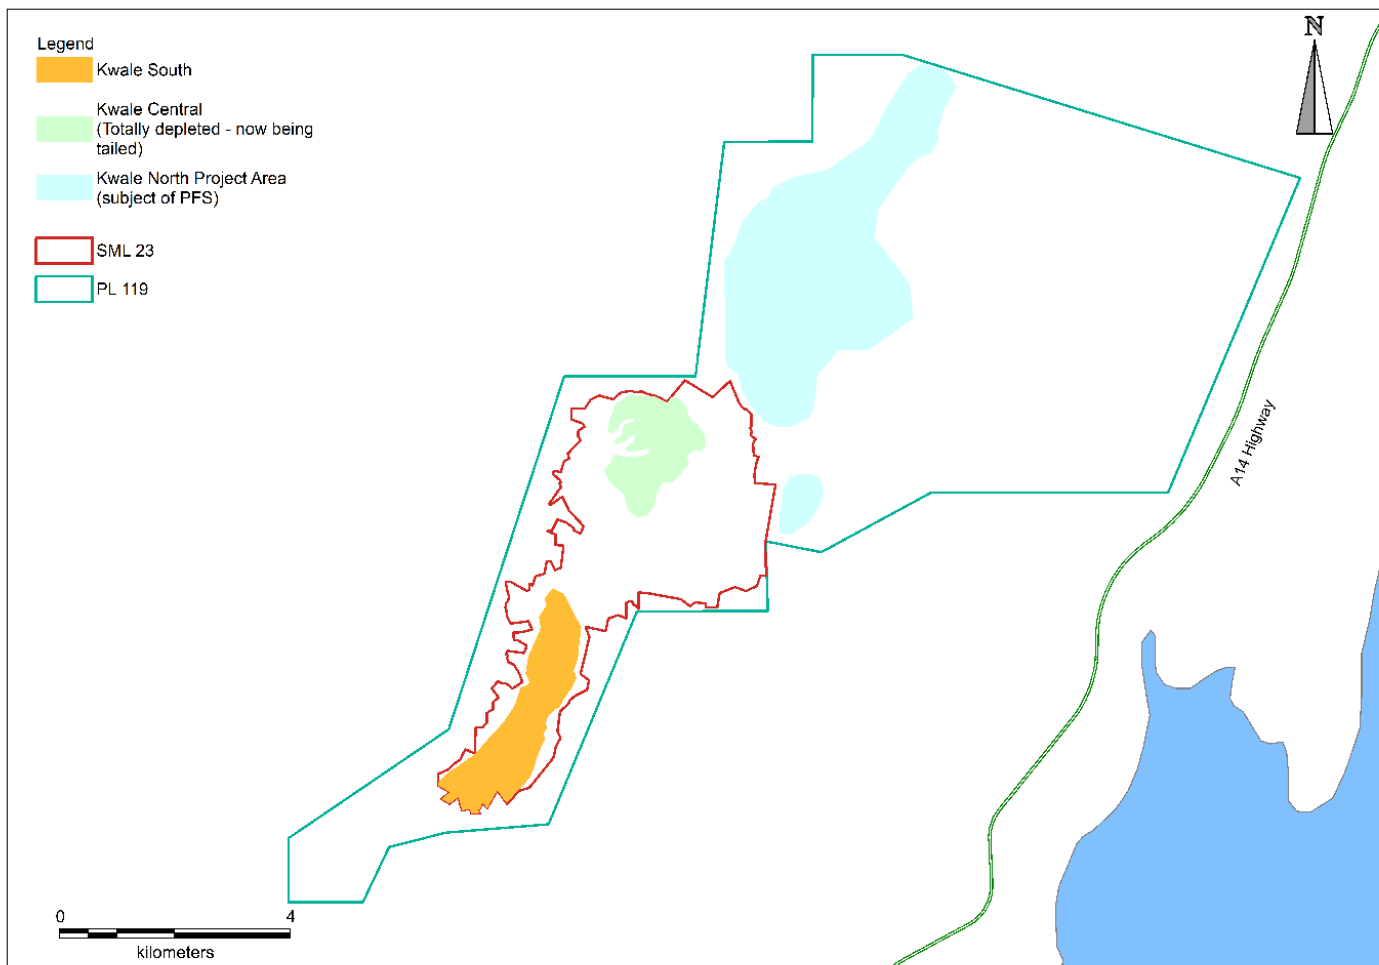 Legend
Kwale South
Kwale Central
(Totally depleted - now being
tailed)
Kwale North Project Area
(subject of PFS)
SML 23
PL 119
N
A14 Highway
0 4
kilometers